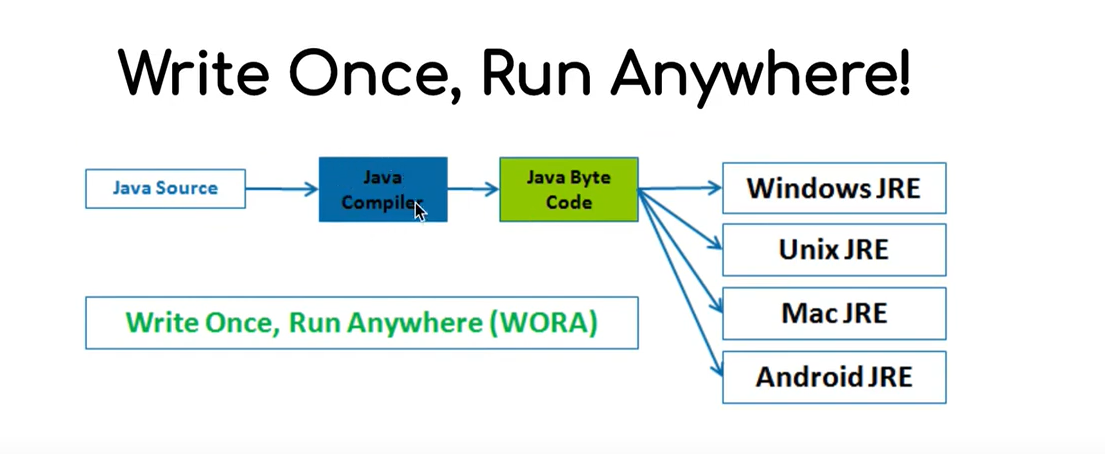 Write Once, Run Anywhere!
Java Source
Java
Compiler
Java Byte
Code
Windows JRE
Unix JRE
Mac JRE
Android JRE
Write Once, Run Anywhere (WORA)